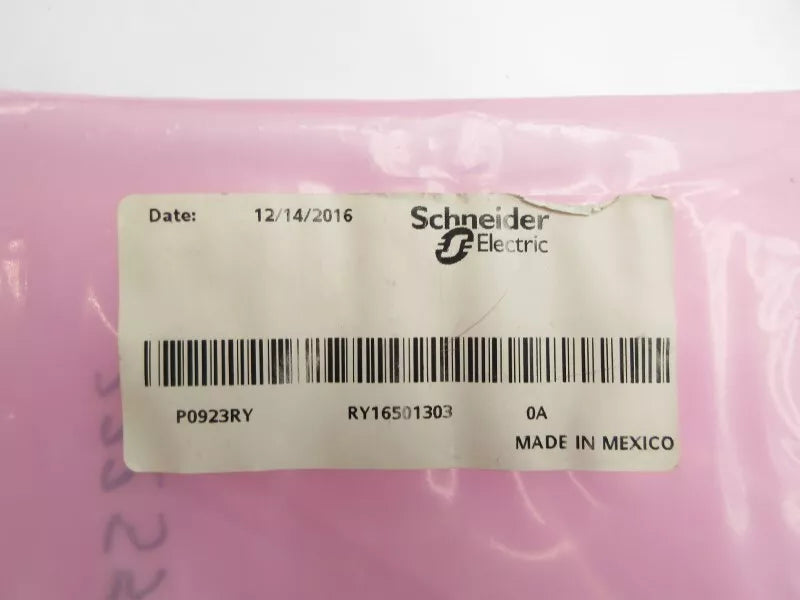 Date: 12/14/2016 Schneider
Electric
P0923RY RY16501303 0A
MADE IN MEXICO